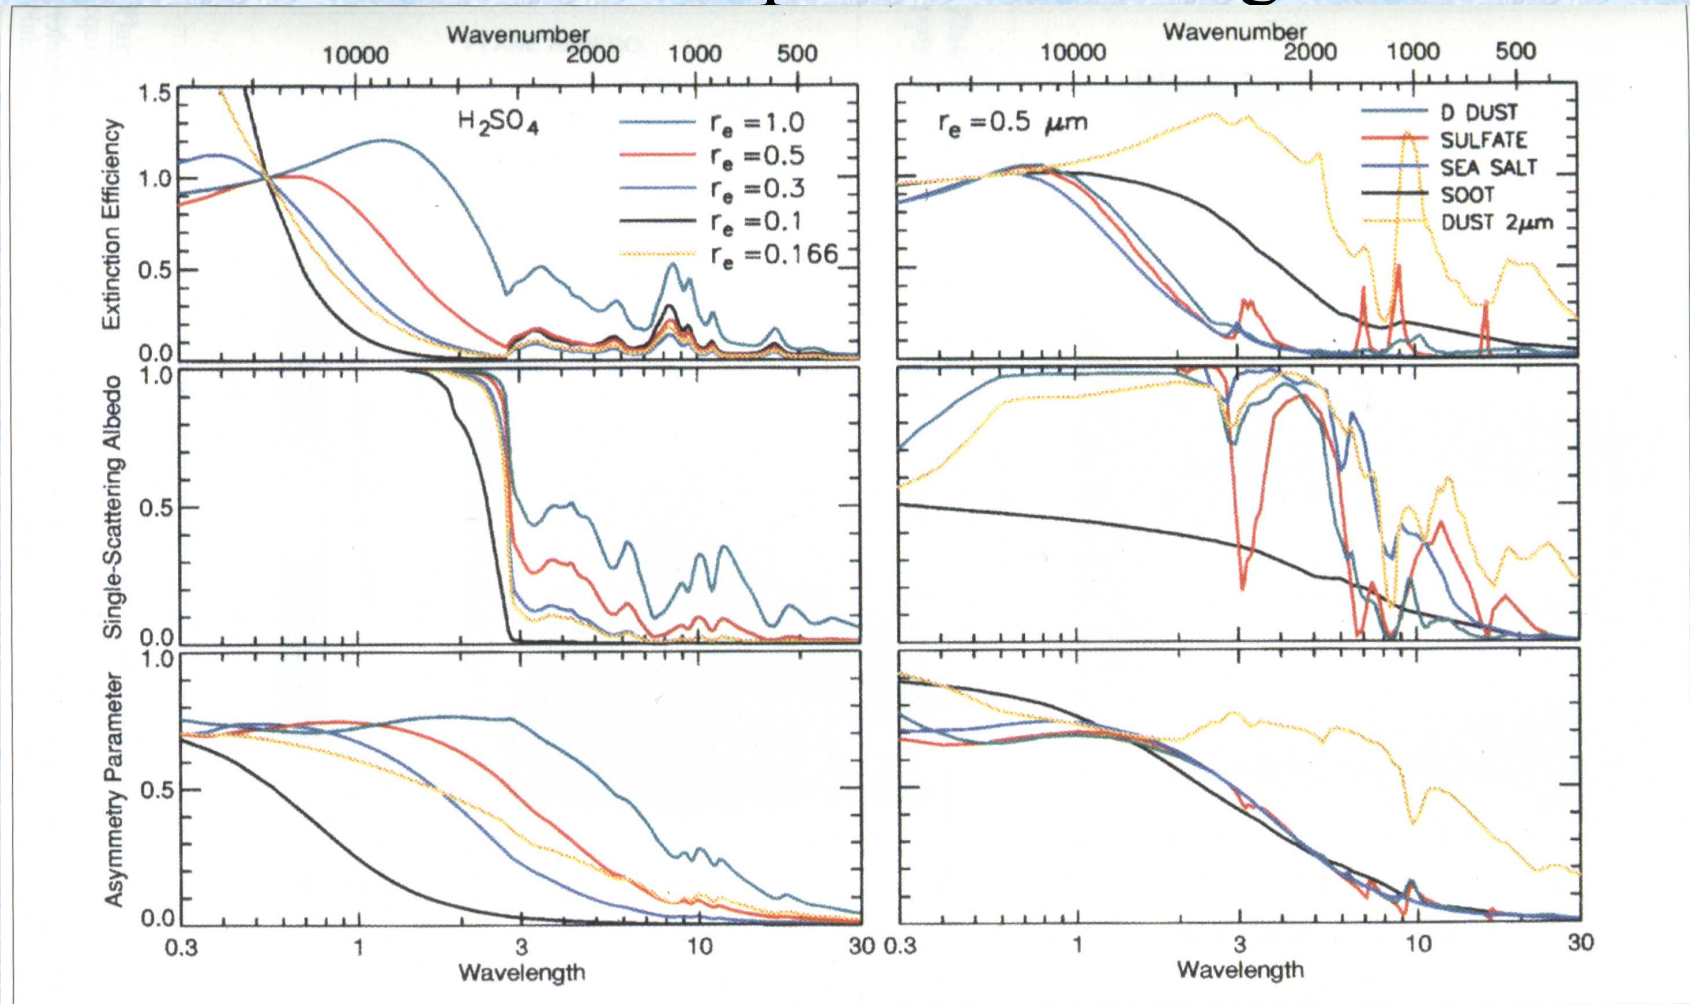 Wavenumber
10000 2000 1000 500
Extinction Efficiency
1.5
1.0
0.5
0.0
H₂SO₄
rₑ=1.0
rₑ=0.5
rₑ=0.3
rₑ=0.1
rₑ=0.166
Wavenumber
10000 2000 1000 500
rₑ=0.5 μm
D DUST
SULFATE
SEA SALT
SOOT
DUST 2μm
Single-Scattering Albedo
1.0
0.5
0.0
Asymmetry Parameter
1.0
0.5
0.0
0.3 1 3 10 30
Wavelength
0.3 1 3 10 30
Wavelength